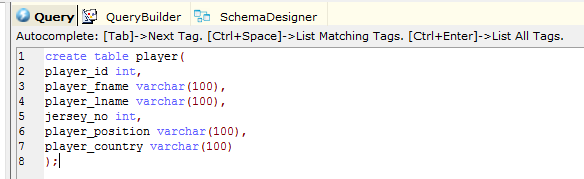 Query QueryBuilder SchemaDesigner
Autocomplete: [Tab]->Next Tag. [Ctrl+Space]->List Matching Tags. [Ctrl+Enter]->List All Tags.
1 create table player(
2 player_id int,
3 player_fname varchar(100),
4 player_lname varchar(100),
5 jersey_no int,
6 player_position varchar(100),
7 player_country varchar(100)
8 );